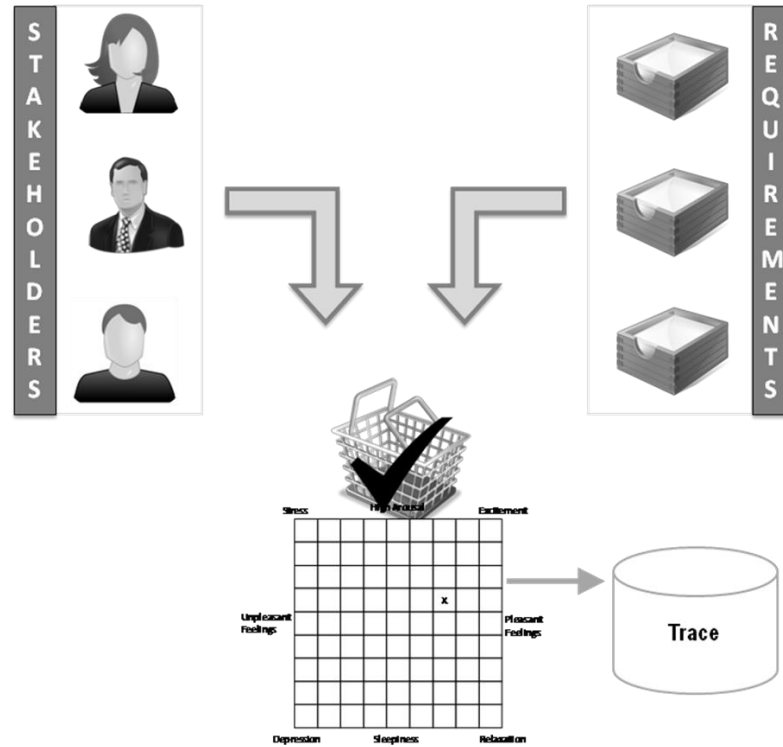 STAKEHOLDERS
REQUIREMENTS
Stress
High Arousal
Excitement
x
Unpleasant
Feelings
Pleasant
Feelings
Trace
Depression
Sleepiness
Relaxation